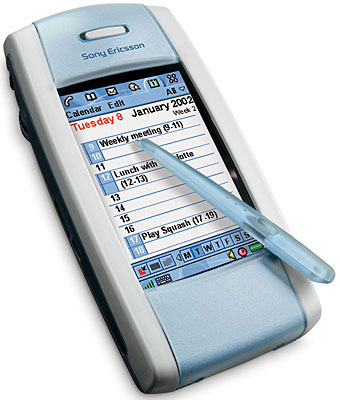 Sony Ericsson
Calendar Edit All
Tuesday 8 January 2002
Week 2
9 Weekly meeting (9-11)
10
11
12 Lunch with
(12-13)
13
14
15
16
17 Play Squash (17-19)
18
M T W T F S S